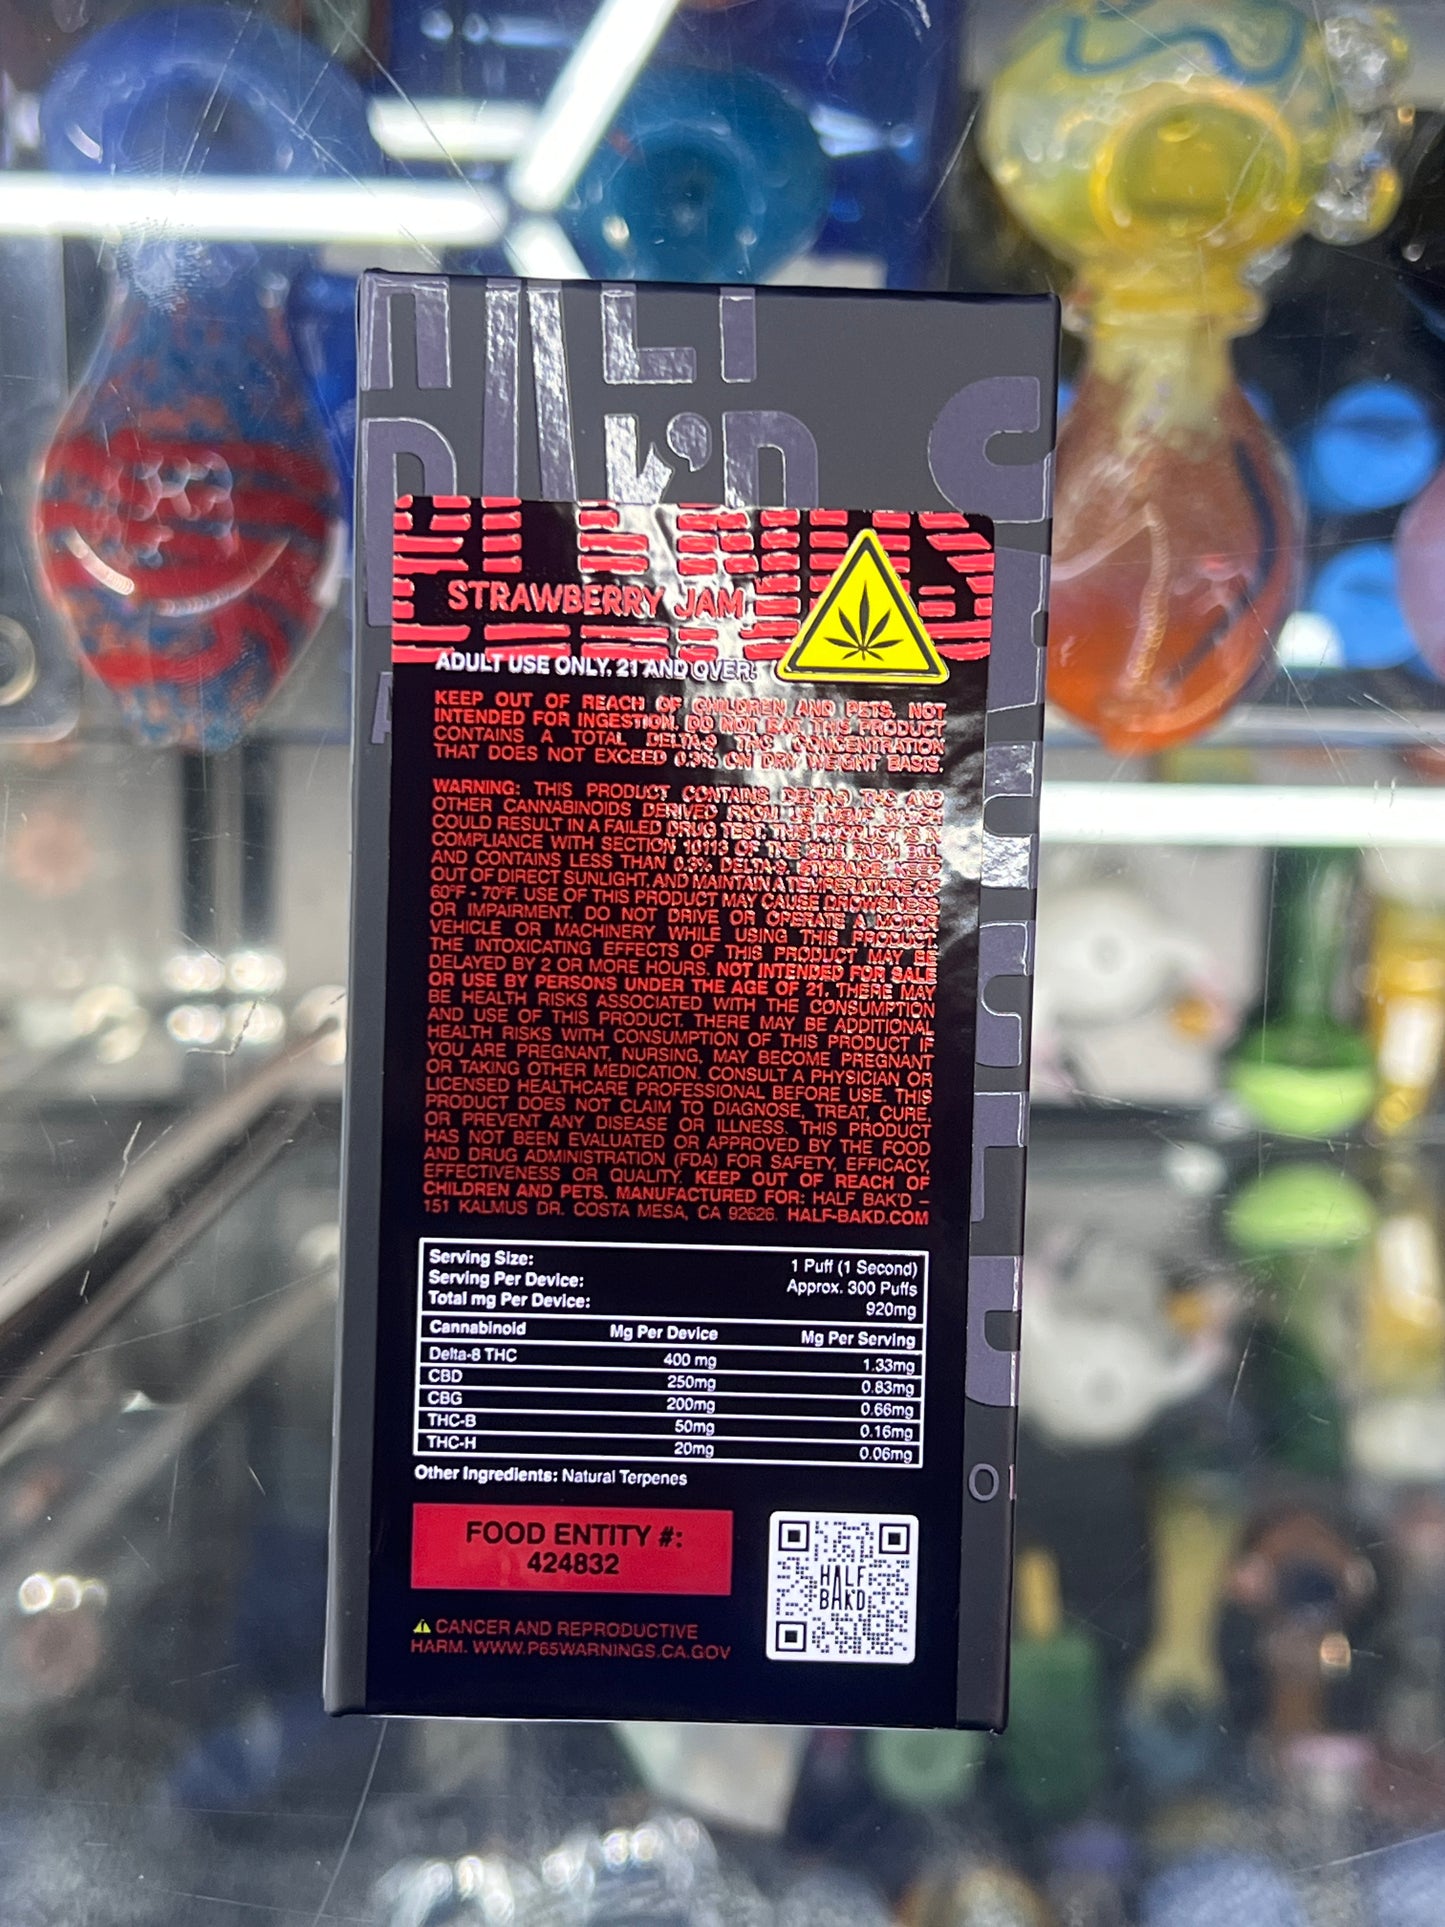 HALF
BAK'D
STRAWBERRY JAM
ADULT USE ONLY, 21 AND OVER.
KEEP OUT OF REACH OF CHILDREN AND PETS. NOT
INTENDED FOR INGESTION. DO NOT EAT. THIS PRODUCT
CONTAINS A TOTAL DELTA-9 THC CONCENTRATION
THAT DOES NOT EXCEED 0.3% ON DRY WEIGHT BASIS.
WARNING: THIS PRODUCT CONTAINS DELTA-9 THC AND
OTHER CANNABINOIDS DERIVED FROM US HEMP WHICH
COULD RESULT IN A FAILED DRUG TEST. THIS PRODUCT IS IN
COMPLIANCE WITH SECTION 10113 OF THE 2018 FARM BILL
AND CONTAINS LESS THAN 0.3% DELTA-9. STORAGE: KEEP
OUT OF DIRECT SUNLIGHT, AND MAINTAIN A TEMPERATURE OF
60°F - 70°F. USE OF THIS PRODUCT MAY CAUSE DROWSINESS
OR IMPAIRMENT. DO NOT DRIVE OR OPERATE A MOTOR
VEHICLE OR MACHINERY WHILE USING THIS PRODUCT.
THE INTOXICATING EFFECTS OF THIS PRODUCT MAY BE
DELAYED BY 2 OR MORE HOURS. NOT INTENDED FOR SALE
OR USE BY PERSONS UNDER THE AGE OF 21. THERE MAY
BE HEALTH RISKS ASSOCIATED WITH THE CONSUMPTION
AND USE OF THIS PRODUCT. THERE MAY BE ADDITIONAL
HEALTH RISKS WITH CONSUMPTION OF THIS PRODUCT IF
YOU ARE PREGNANT, NURSING, MAY BECOME PREGNANT
OR TAKING OTHER MEDICATION. CONSULT A PHYSICIAN OR
LICENSED HEALTHCARE PROFESSIONAL BEFORE USE. THIS
PRODUCT DOES NOT CLAIM TO DIAGNOSE, TREAT, CURE,
OR PREVENT ANY DISEASE OR ILLNESS. THIS PRODUCT
HAS NOT BEEN EVALUATED OR APPROVED BY THE FOOD
AND DRUG ADMINISTRATION (FDA) FOR SAFETY, EFFICACY,
EFFECTIVENESS OR QUALITY. KEEP OUT OF REACH OF
CHILDREN AND PETS. MANUFACTURED FOR: HALF BAK'D –
151 KALMUS DR. COSTA MESA, CA 92626. HALF-BAKD.COM
Serving Size: 1 Puff (1 Second)
Serving Per Device: Approx. 300 Puffs
Total mg Per Device: 920mg
Cannabinoid Mg Per Device Mg Per Serving
Delta-8 THC 400 mg 1.33mg
CBD 250mg 0.83mg
CBG 200mg 0.66mg
THC-B 50mg 0.16mg
THC-H 20mg 0.06mg
Other Ingredients: Natural Terpenes
FOOD ENTITY #:
424832
HALF
BAK'D
CANCER AND REPRODUCTIVE
HARM. WWW.P65WARNINGS.CA.GOV